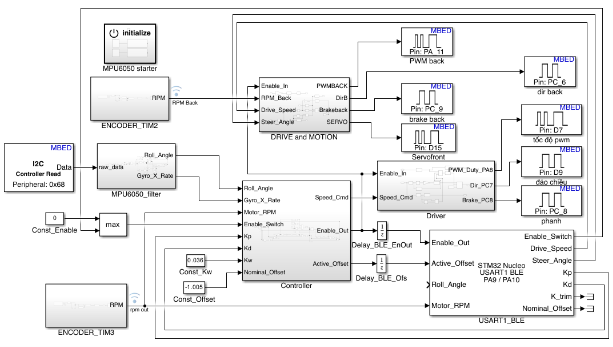 initialize
MPU6050 starter
RPM
RPM Back
ENCODER_TIM2
MBED
I2C
Controller Read
Peripheral: 0x68
Data
raw_data
Roll_Angle
Gyro_X_Rate
MPU6050_filter
0
Const_Enable
max
0.036
Const_Kw
-1.005
Const_Offset
RPM
rpm out
ENCODER_TIM3
Enable_In
RPM_Back
Drive_Speed
Steer_Angle
PWMBACK
DirB
Brakeback
SERVO
DRIVE and MOTION
Roll_Angle
Gyro_X_Rate
Motor_RPM
Enable_Switch
Kp
Kd
Kw
Nominal_Offset
Speed_Cmd
Enable_Out
Active_Offset
Controller
MBED
Pin: PA_11
PWM back
MBED
Pin: PC_6
dir back
MBED
Pin: PC_9
brake back
MBED
Pin: D15
Servofront
MBED
Pin: D7
tốc độ pwm
MBED
Pin: D9
đảo chiều
MBED
Pin: PC_8
phanh
Enable_in
Speed_Cmd
PWM_Duty_PA8
Dir_PC7
Brake_PC8
Driver
Delay_BLE_EnOut
Delay_BLE_Ofs
Enable_Out
Active_Offset
Roll_Angle
Motor_RPM
STM32 Nucleo
USART1 BLE
PA9 / PA10
Enable_Switch
Drive_Speed
Steer_Angle
Kp
Kd
K_trim
Nominal_Offset
USART1_BLE